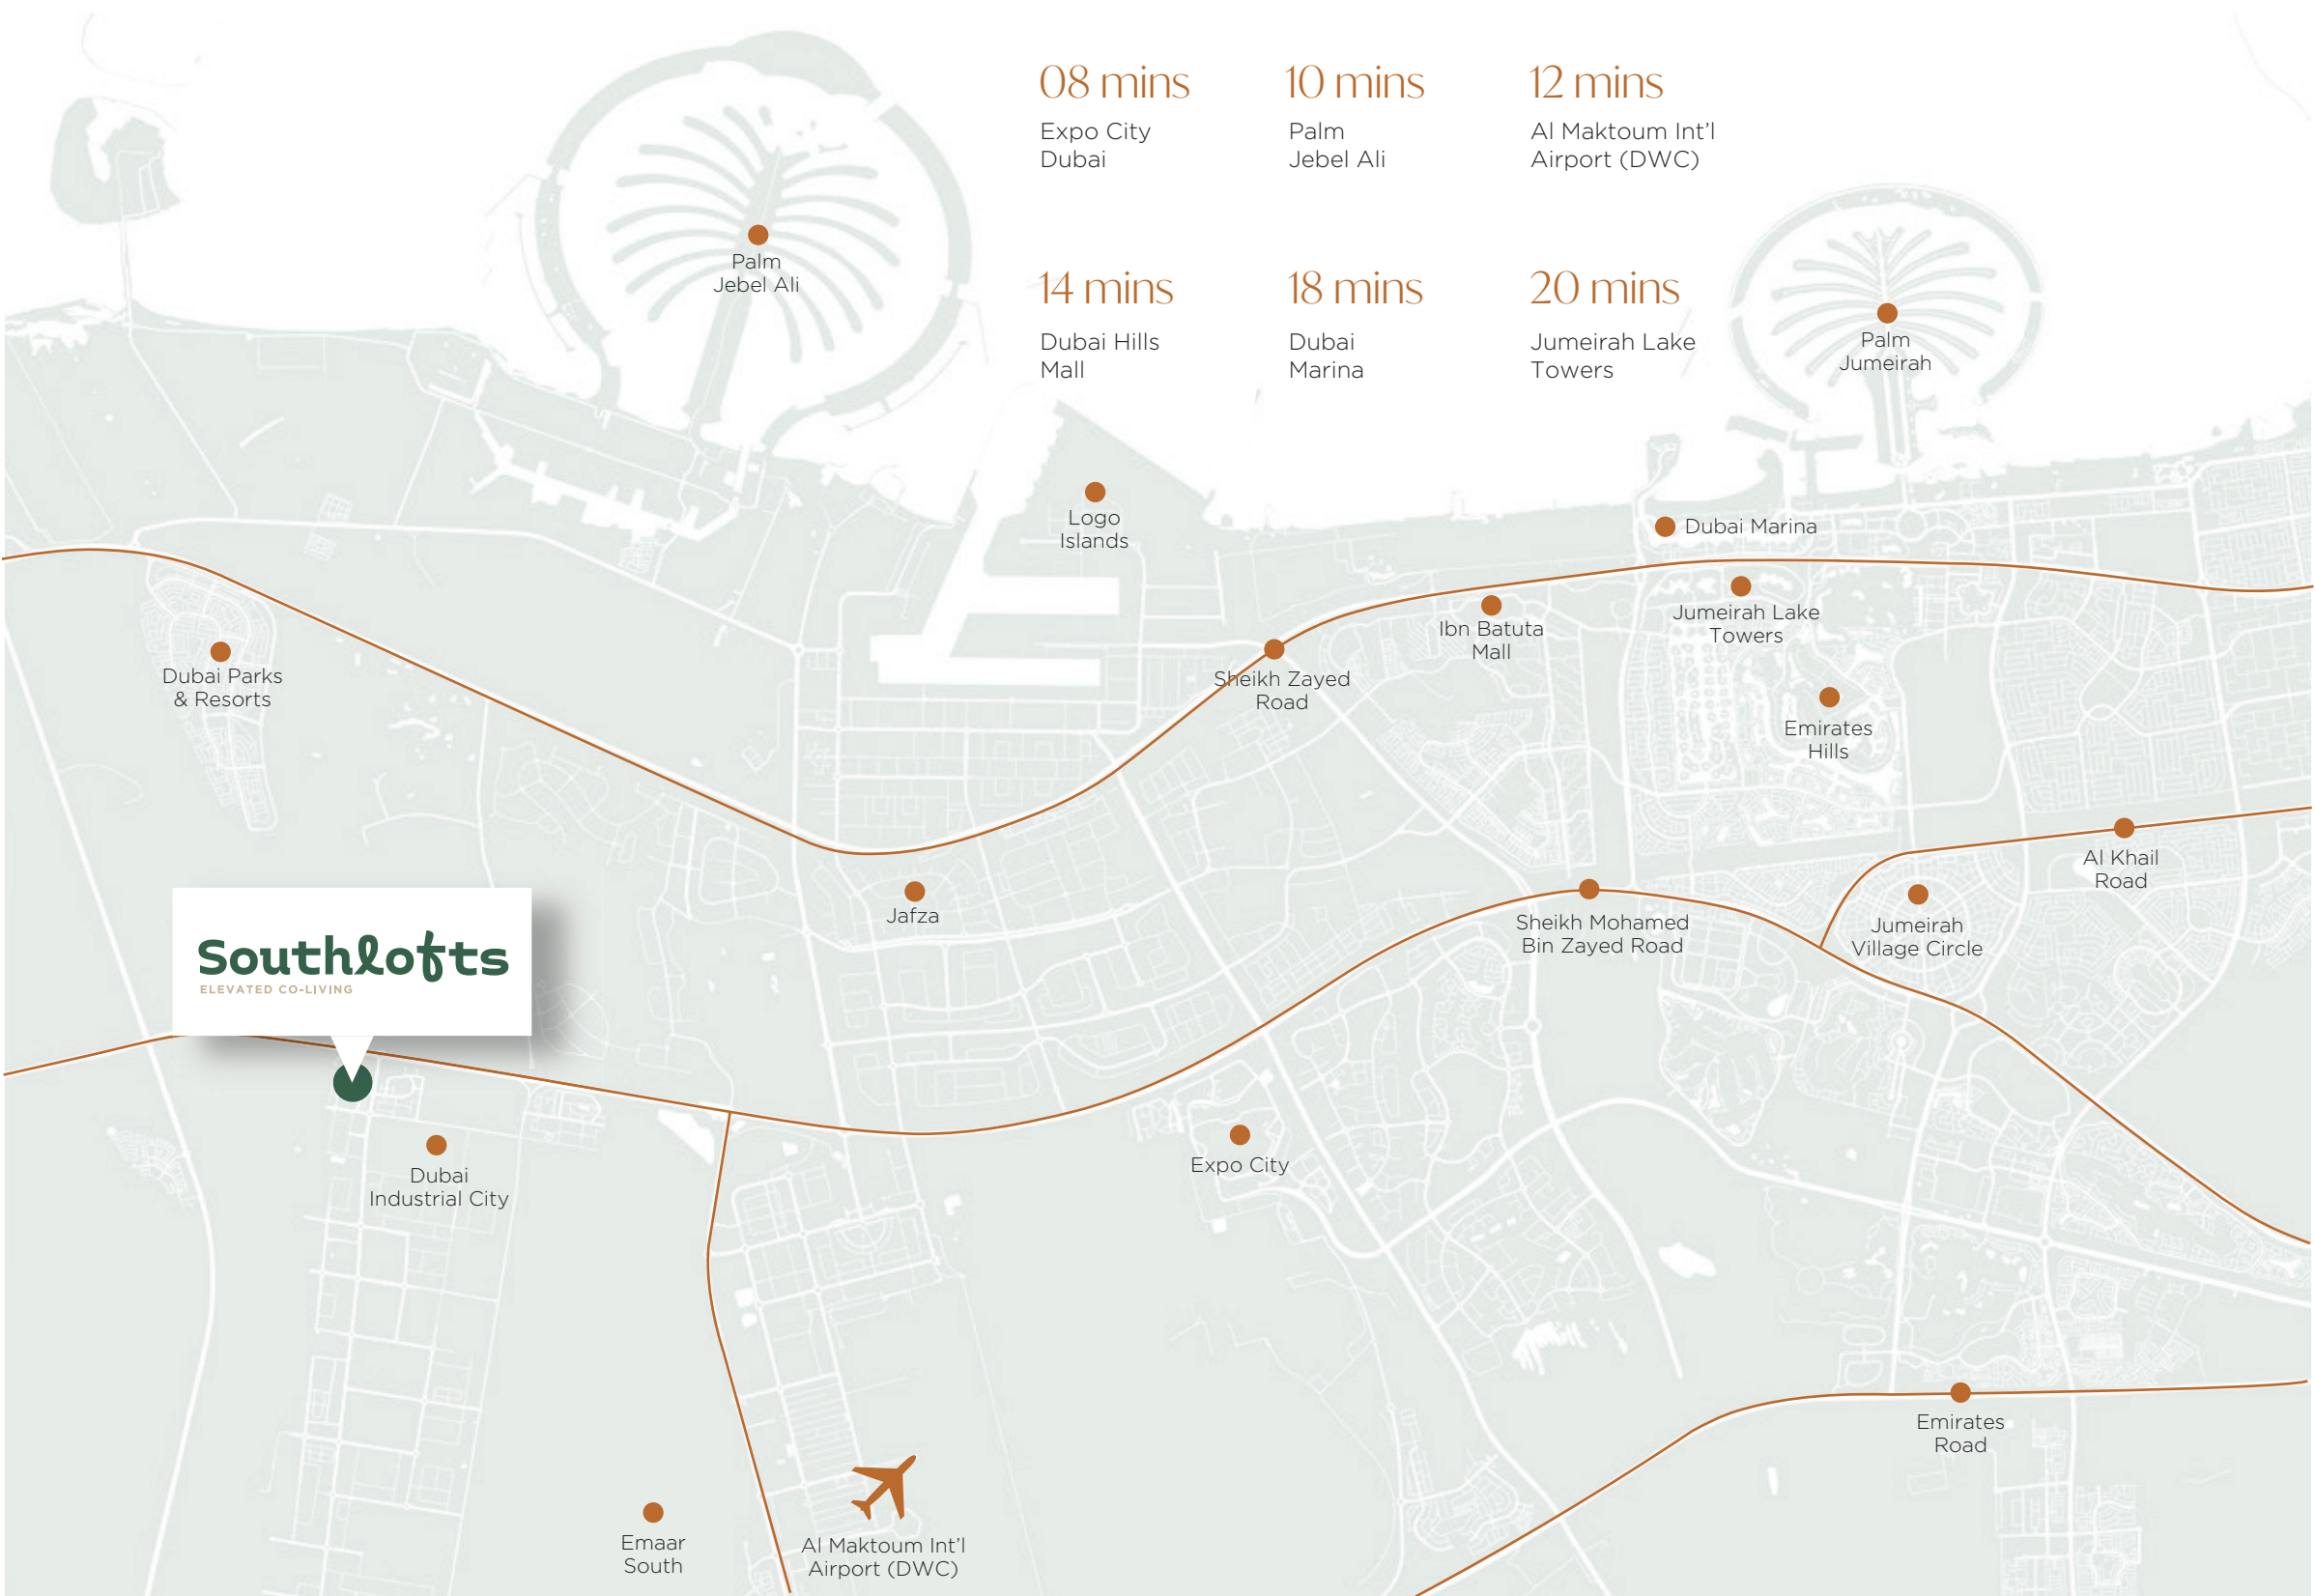 08 mins
Expo City
Dubai
10 mins
Palm
Jebel Ali
12 mins
Al Maktoum Int'l
Airport (DWC)
14 mins
Dubai Hills
Mall
18 mins
Dubai
Marina
20 mins
Jumeirah Lake
Towers
Palm
Jebel Ali
Palm
Jumeirah
Logo
Islands
Dubai Marina
Jumeirah Lake
Towers
Ibn Batuta
Mall
Sheikh Zayed
Road
Dubai Parks
& Resorts
Emirates
Hills
Al Khail
Road
Jafza
Sheikh Mohamed
Bin Zayed Road
Jumeirah
Village Circle
Southlofts
ELEVATED CO-LIVING
Dubai
Industrial City
Expo City
Emirates
Road
Emaar
South
Al Maktoum Int'l
Airport (DWC)